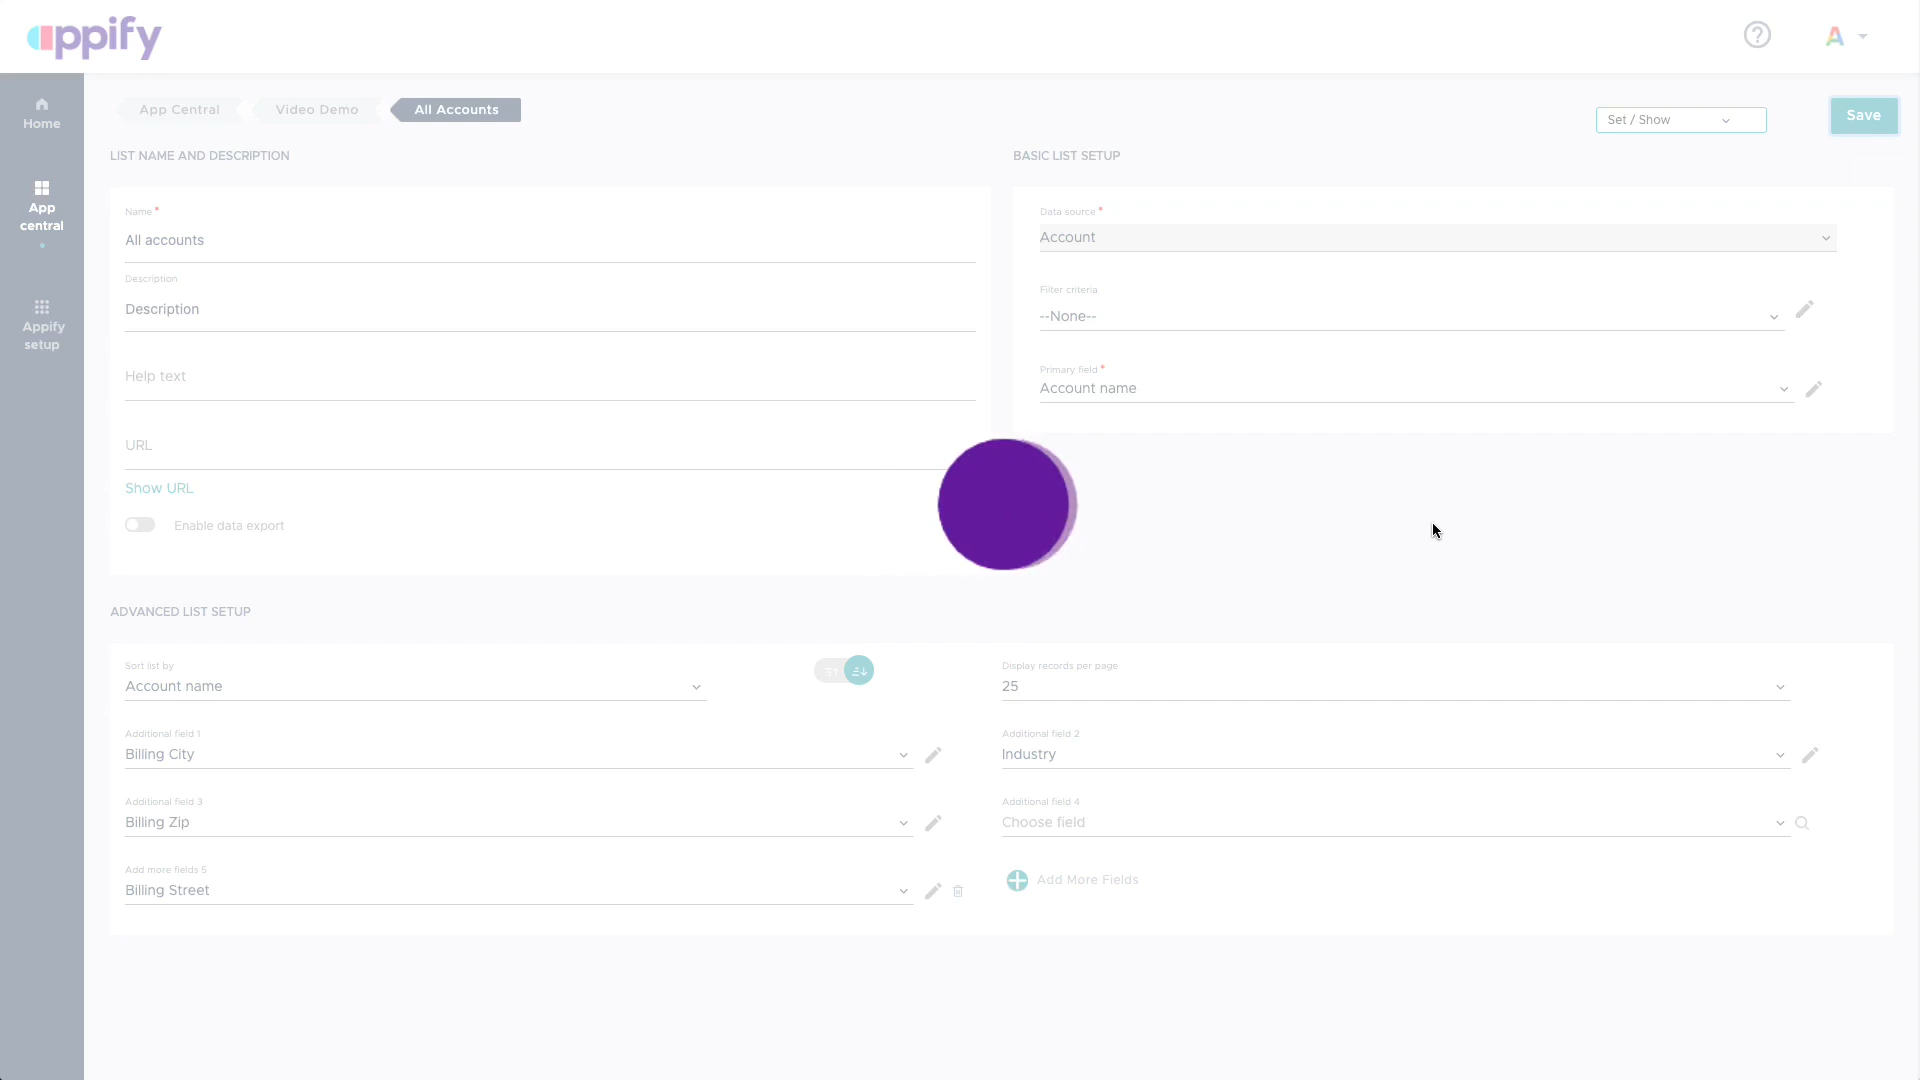 appify
A
Home
App
central
Appify
setup
App Central
Video Demo
All Accounts
Set / Show
Save
LIST NAME AND DESCRIPTION
Name *
All accounts
Description
Description
Help text
URL
Show URL
Enable data export
BASIC LIST SETUP
Data source *
Account
Filter criteria
--None--
Primary field *
Account name
ADVANCED LIST SETUP
Sort list by
Account name
Display records per page
25
Additional field 1
Billing City
Additional field 2
Industry
Additional field 3
Billing Zip
Additional field 4
Choose field
Add more fields 5
Billing Street
Add More Fields